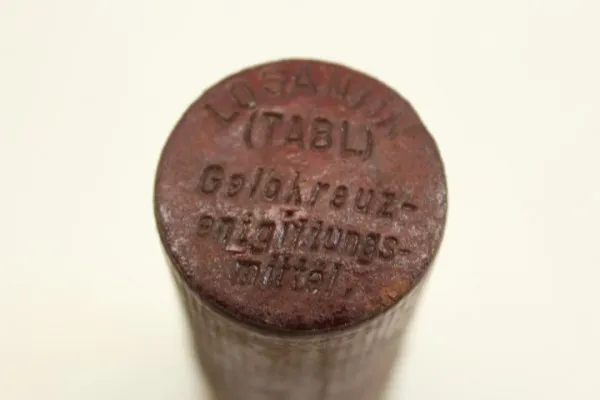 LOSANTIN
(TABL)
Gelbkreuz-
entgiftungs-
mittel.